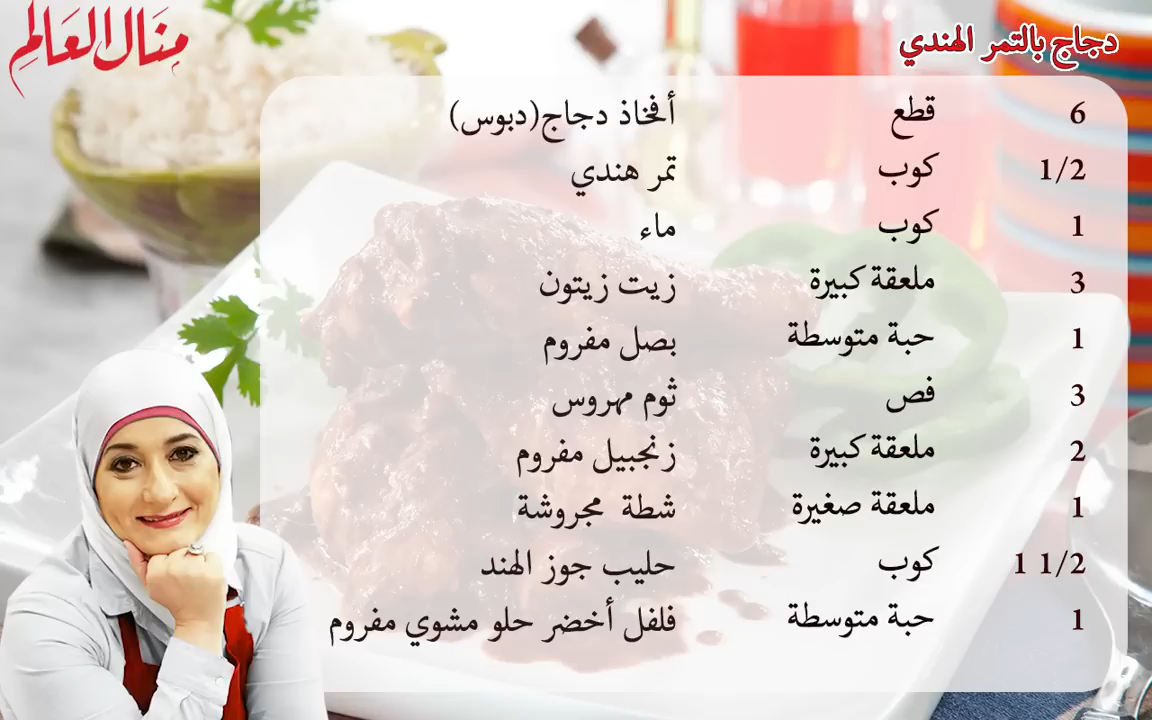 منال العالم
دجاج بالتمر الهندي
6 قطع أفخاذ دجاج(دبوس)
1/2 كوب تمر هندي
1 كوب ماء
3 ملعقة كبيرة زيت زيتون
1 حبة متوسطة بصل مفروم
3 فص ثوم مهروس
2 ملعقة كبيرة زنجبيل مفروم
1 ملعقة صغيرة شطة مجروشة
1 1/2 كوب حليب جوز الهند
1 حبة متوسطة فلفل أخضر حلو مشوي مفروم